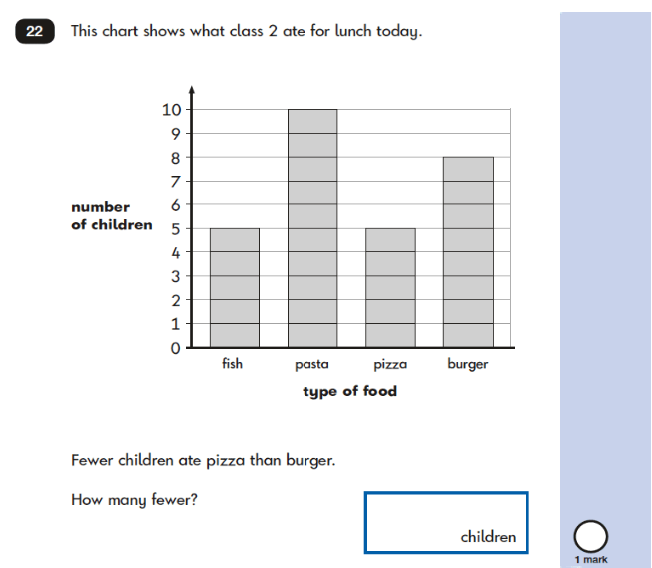 22 This chart shows what class 2 ate for lunch today.
10
9
8
7
6
5
4
3
2
1
0
number
of children
fish pasta pizza burger
type of food
Fewer children ate pizza than burger.
How many fewer?
children
1 mark